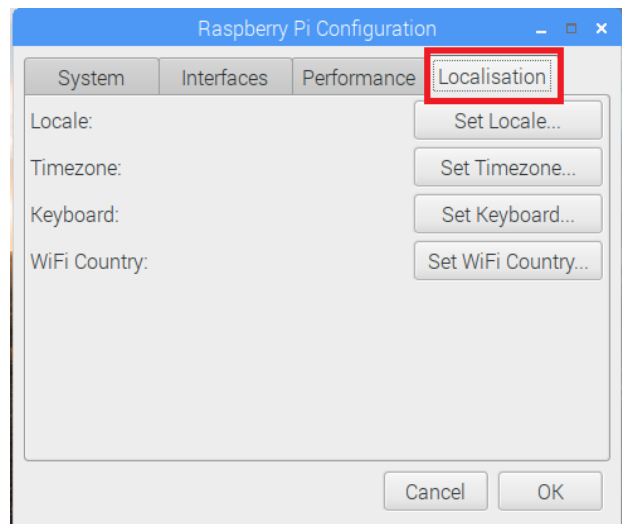 Raspberry Pi Configuration
System Interfaces Performance Localisation
Locale: Set Locale...
Timezone: Set Timezone...
Keyboard: Set Keyboard...
WiFi Country: Set WiFi Country...
Cancel OK